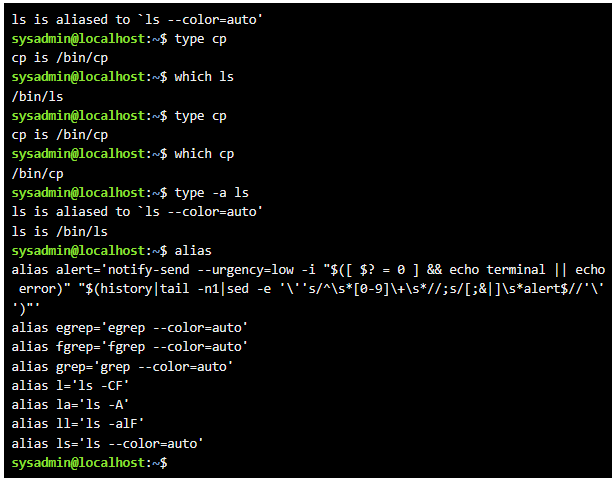 ls is aliased to `ls --color=auto'
sysadmin@localhost:~$ type cp
cp is /bin/cp
sysadmin@localhost:~$ which ls
/bin/ls
sysadmin@localhost:~$ type cp
cp is /bin/cp
sysadmin@localhost:~$ which cp
/bin/cp
sysadmin@localhost:~$ type -a ls
ls is aliased to `ls --color=auto'
ls is /bin/ls
sysadmin@localhost:~$ alias
alias alert='notify-send --urgency=low -i "$([ $? = 0 ] && echo terminal || echo
 error)" "$(history|tail -n1|sed -e '\''s/^\s*[0-9]\+\s*//;s/[;&|]\s*alert$//'\'
')"'
alias egrep='egrep --color=auto'
alias fgrep='fgrep --color=auto'
alias grep='grep --color=auto'
alias l='ls -CF'
alias la='ls -A'
alias ll='ls -alF'
alias ls='ls --color=auto'
sysadmin@localhost:~$